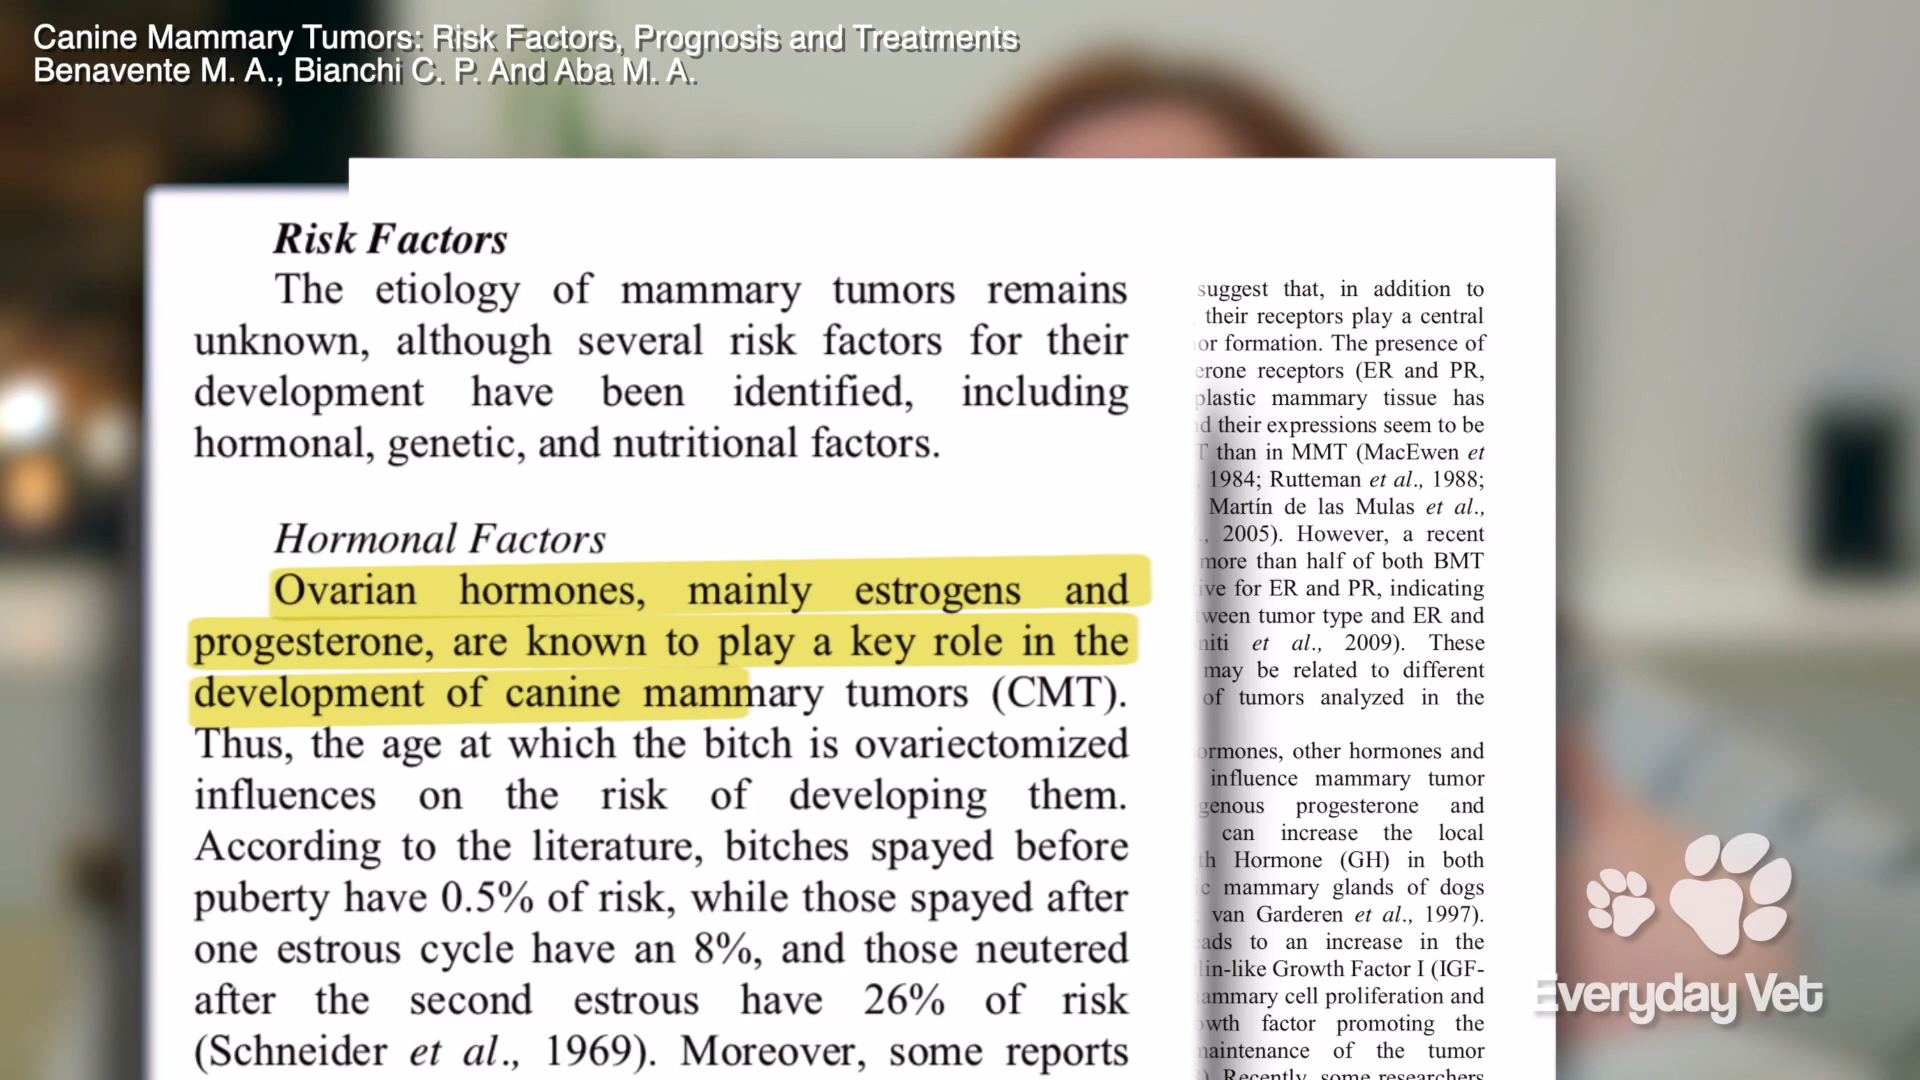 Canine Mammary Tumors: Risk Factors, Prognosis and Treatments
Benavente M. A., Bianchi C. P. And Aba M. A.
Risk Factors
The etiology of mammary tumors remains
unknown, although several risk factors for their
development have been identified, including
hormonal, genetic, and nutritional factors.
Hormonal Factors
Ovarian hormones, mainly estrogens and
progesterone, are known to play a key role in the
development of canine mammary tumors (CMT).
Thus, the age at which the bitch is ovariectomized
influences on the risk of developing them.
According to the literature, bitches spayed before
puberty have 0.5% of risk, while those spayed after
one estrous cycle have an 8%, and those neutered
after the second estrous have 26% of risk
(Schneider et al., 1969). Moreover, some reports
suggest that, in addition to
their receptors play a central
formation. The presence of
receptors (ER and PR,
mammary tissue has
their expressions seem to be
than in MMT (MacEwen et
1984; Rutteman et al., 1988;
Martín de las Mulas et al.,
2005). However, a recent
more than half of both BMT
for ER and PR, indicating
tumor type and ER and
et al., 2009). These
may be related to different
of tumors analyzed in the
other hormones and
influence mammary tumor
progesterone and
can increase the local
Hormone (GH) in both
mammary glands of dogs
van Garderen et al., 1997).
to an increase in the
Growth Factor I (IGF-
cell proliferation and
factor promoting the
maintenance of the tumor
Recently, some researchers
Everyday Vet